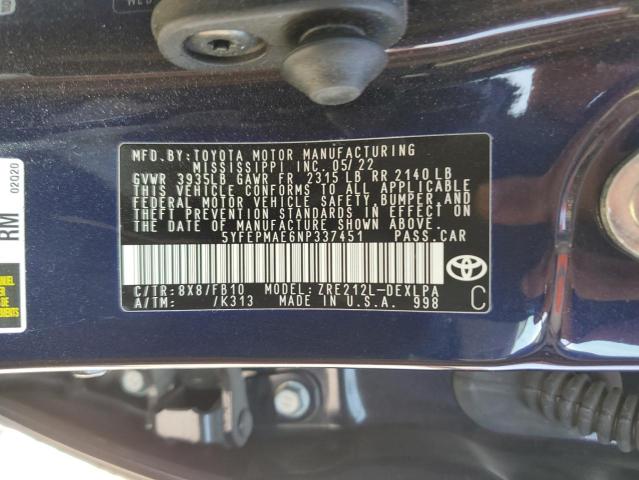 MFD.BY:TOYOTA MOTOR MANUFACTURING
MISSISSIPPI INC. 05/22
GVWR 3935LB GAWR FR 2315 LB RR 2140 LB
THIS VEHICLE CONFORMS TO ALL APPLICABLE
FEDERAL MOTOR VEHICLE SAFETY, BUMPER, AND
THEFT PREVENTION STANDARDS IN EFFECT ON
THE DATE OF MANUFACTURE SHOWN ABOVE.
5YFEPMAE6NP337451 PASS.CAR
C/TR:8X8/FB10 MODEL: ZRE212L-DEXLPA
A/TM: /K313 MADE IN U.S.A. 998
C
RM
02020